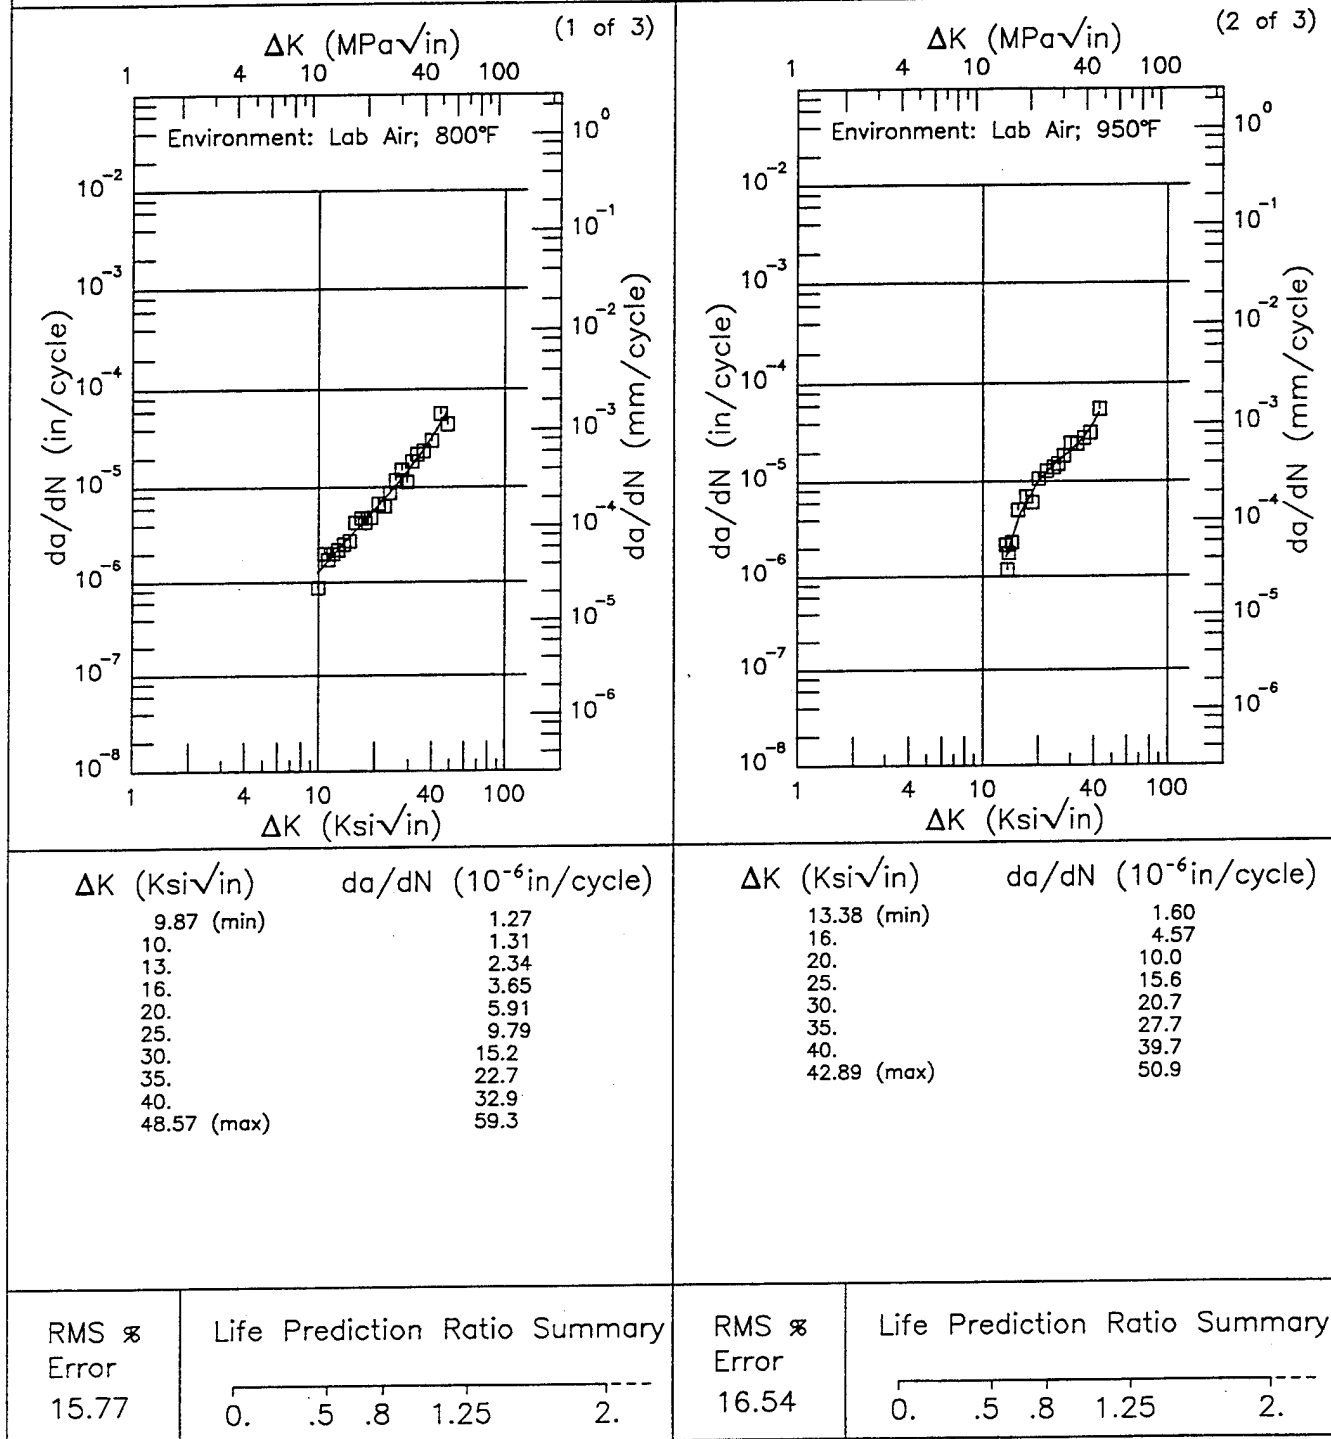 (1 of 3)
ΔK (MPa√in)
1 4 10 40 100
Environment: Lab Air; 800°F
10⁻²
10⁻³
10⁻⁴
10⁻⁵
10⁻⁶
10⁻⁷
10⁻⁸
da/dN (in/cycle)
10⁰
10⁻¹
10⁻²
10⁻³
10⁻⁴
10⁻⁵
10⁻⁶
da/dN (mm/cycle)
1 4 10 40 100
ΔK (Ksi√in)
ΔK (Ksi√in) da/dN (10⁻⁶in/cycle)
9.87 (min) 1.27
10. 1.31
13. 2.34
16. 3.65
20. 5.91
25. 9.79
30. 15.2
35. 22.7
40. 32.9
48.57 (max) 59.3
RMS %
Error
15.77
Life Prediction Ratio Summary
0. .5 .8 1.25 2.
(2 of 3)
ΔK (MPa√in)
1 4 10 40 100
Environment: Lab Air; 950°F
10⁻²
10⁻³
10⁻⁴
10⁻⁵
10⁻⁶
10⁻⁷
10⁻⁸
da/dN (in/cycle)
10⁰
10⁻¹
10⁻²
10⁻³
10⁻⁴
10⁻⁵
10⁻⁶
da/dN (mm/cycle)
1 4 10 40 100
ΔK (Ksi√in)
ΔK (Ksi√in) da/dN (10⁻⁶in/cycle)
13.38 (min) 1.60
16. 4.57
20. 10.0
25. 15.6
30. 20.7
35. 27.7
40. 39.7
42.89 (max) 50.9
RMS %
Error
16.54
Life Prediction Ratio Summary
0. .5 .8 1.25 2.